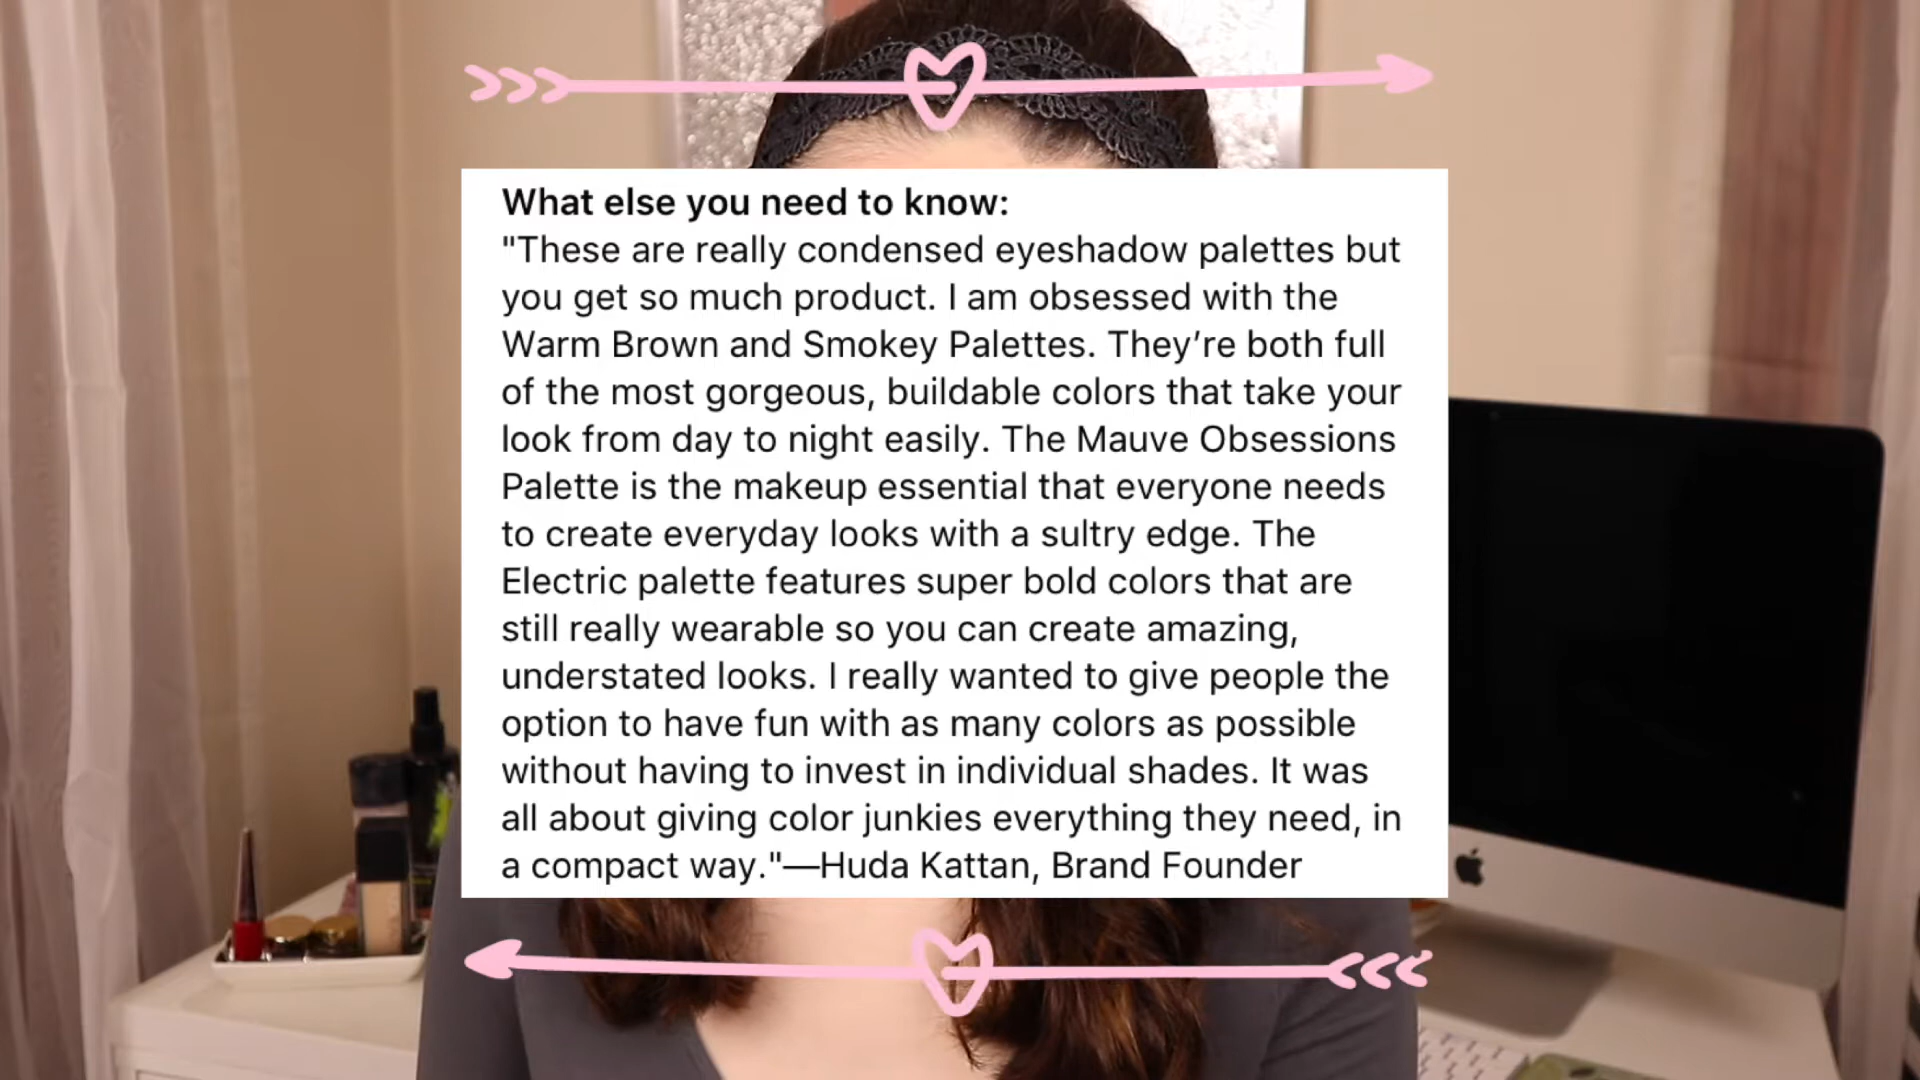 What else you need to know:
"These are really condensed eyeshadow palettes but
you get so much product. I am obsessed with the
Warm Brown and Smokey Palettes. They’re both full
of the most gorgeous, buildable colors that take your
look from day to night easily. The Mauve Obsessions
Palette is the makeup essential that everyone needs
to create everyday looks with a sultry edge. The
Electric palette features super bold colors that are
still really wearable so you can create amazing,
understated looks. I really wanted to give people the
option to have fun with as many colors as possible
without having to invest in individual shades. It was
all about giving color junkies everything they need, in
a compact way."—Huda Kattan, Brand Founder